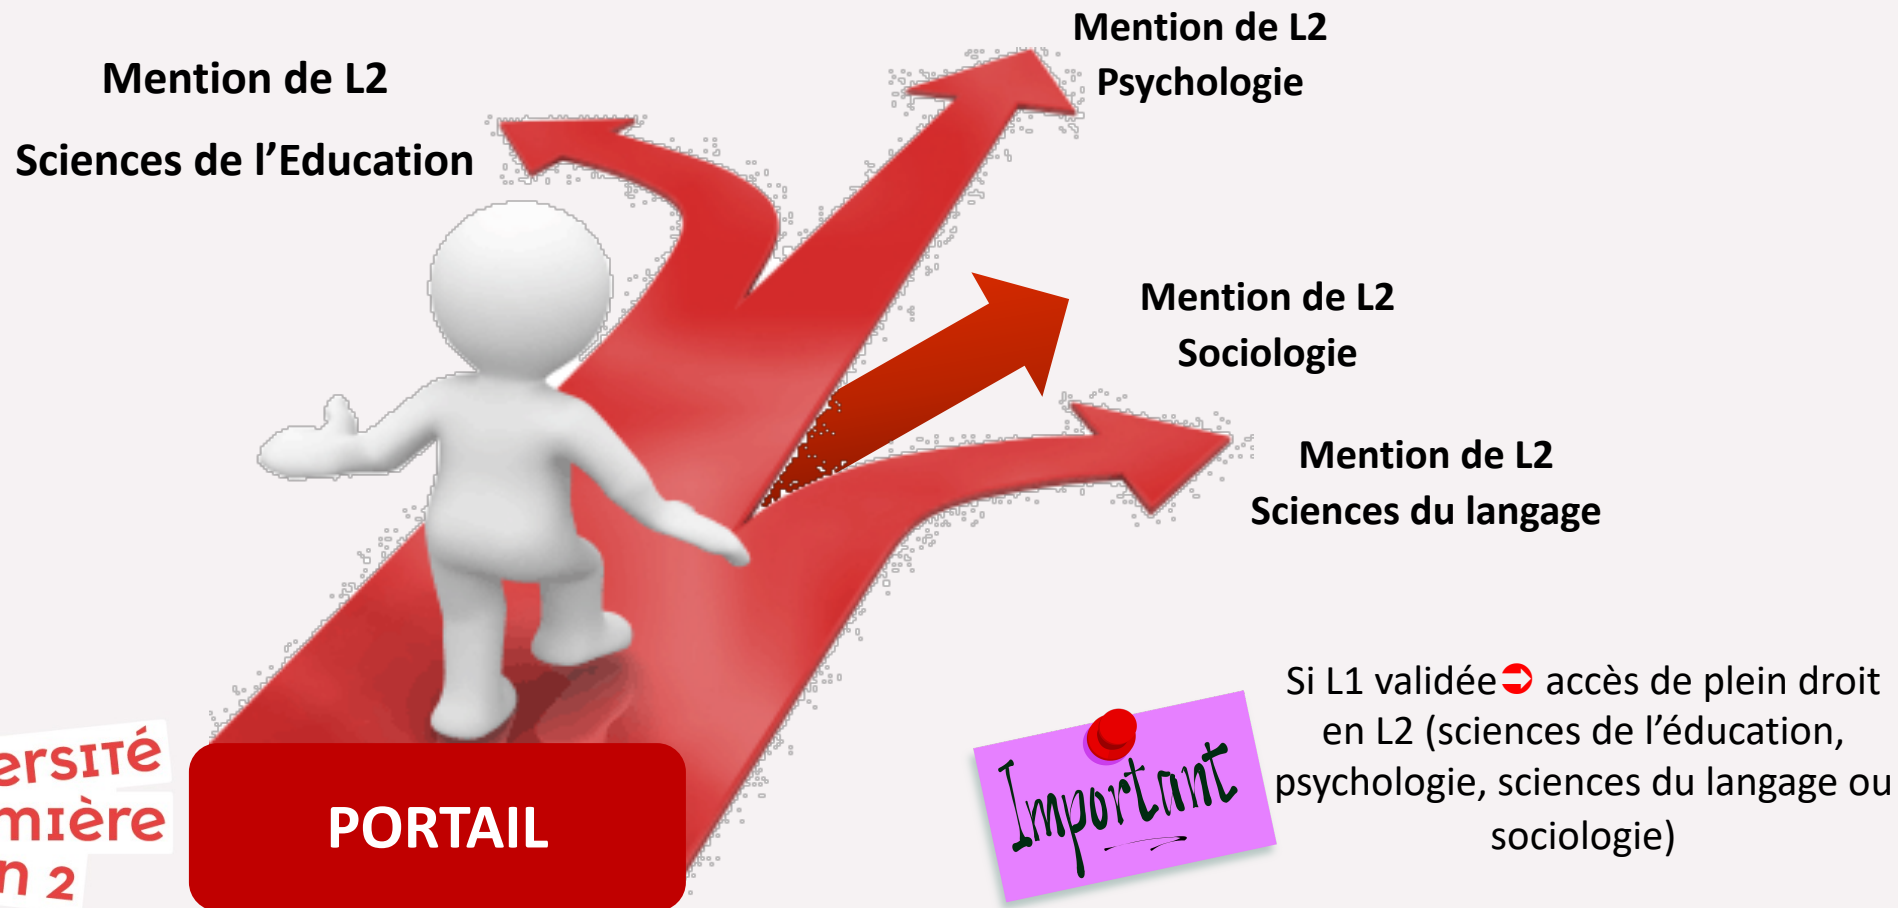 Mention de L2
Sciences de l’Education
Mention de L2
Psychologie
Mention de L2
Sociologie
Mention de L2
Sciences du langage
Si L1 validée accès de plein droit
en L2 (sciences de l’éducation,
psychologie, sciences du langage ou
sociologie)
Important
PORTAIL
ersité
mière
n 2